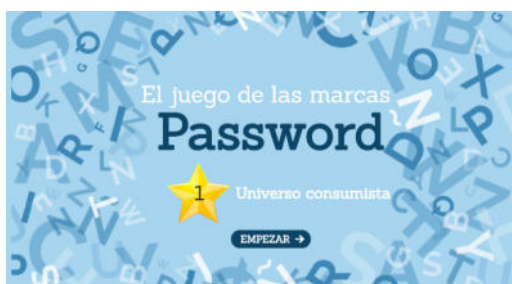 El juego de las marcas
Password
1
Universo consumista
EMPEZAR →